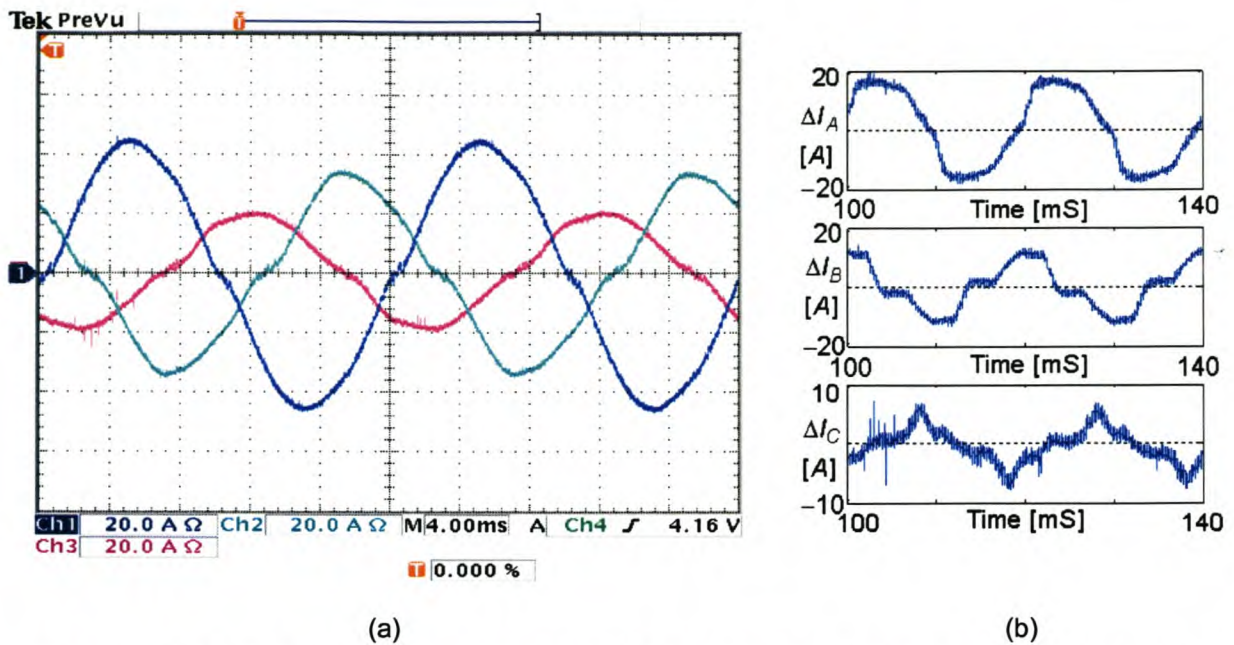 Tek PreVu
T
T
1
Ch1 20.0 A Ω Ch2 20.0 A Ω M 4.00ms A Ch4 ʃ 4.16 V
Ch3 20.0 A Ω
T 0.000 %
(a)
20
ΔI_A
[A]
−20
100 Time [mS] 140
20
ΔI_B
[A]
−20
100 Time [mS] 140
10
ΔI_C
[A]
−10
100 Time [mS] 140
(b)